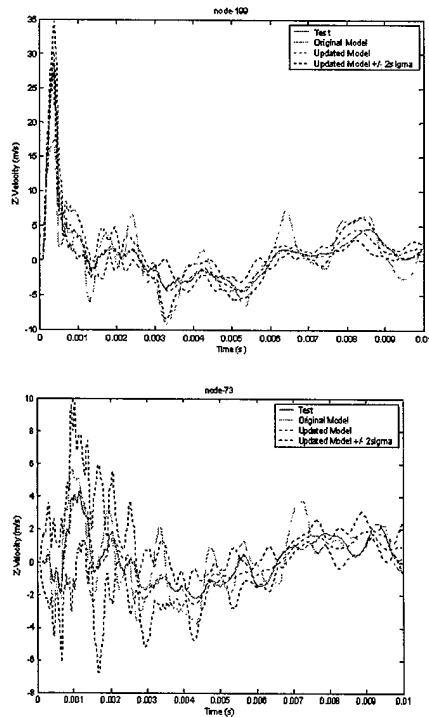 node-199
Test
Original Model
Updated Model
Updated Model +/- 2sigma
35
30
25
20
15
10
5
0
-5
-10
Z-Velocity (m/s)
0 0.001 0.002 0.003 0.004 0.005 0.006 0.007 0.008 0.009 0.01
Time (s)
node-73
Test
Original Model
Updated Model
Updated Model +/- 2sigma
10
8
6
4
2
0
-2
-4
-6
-8
Z-Velocity (m/s)
0 0.001 0.002 0.003 0.004 0.005 0.006 0.007 0.008 0.009 0.01
Time (s)